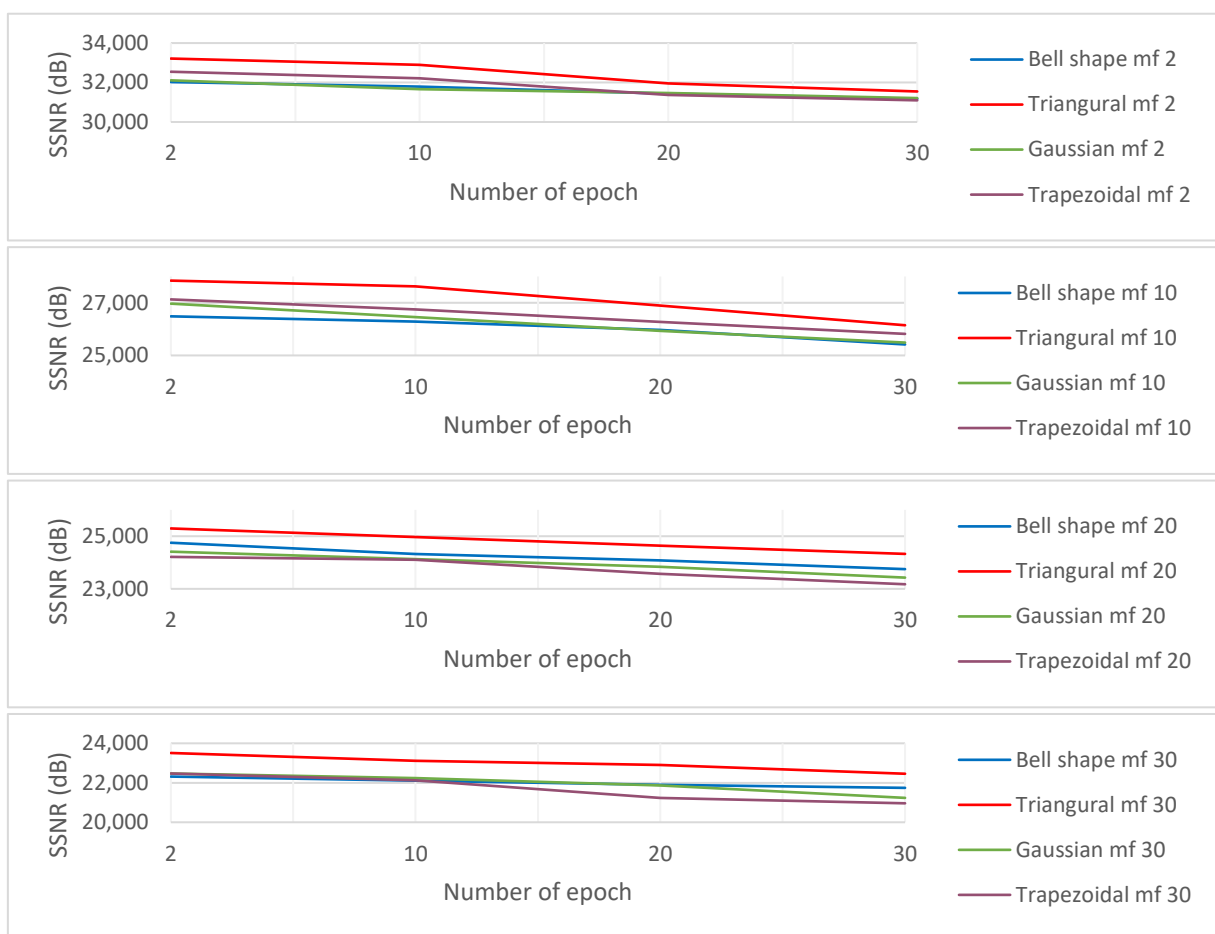 34,000
32,000
30,000
SSNR (dB)
2
10
20
30
Number of epoch
Bell shape mf 2
Triangural mf 2
Gaussian mf 2
Trapezoidal mf 2
27,000
25,000
SSNR (dB)
2
10
20
30
Number of epoch
Bell shape mf 10
Triangural mf 10
Gaussian mf 10
Trapezoidal mf 10
25,000
23,000
SSNR (dB)
2
10
20
30
Number of epoch
Bell shape mf 20
Triangural mf 20
Gaussian mf 20
Trapezoidal mf 20
24,000
22,000
20,000
SSNR (dB)
2
10
20
30
Number of epoch
Bell shape mf 30
Triangural mf 30
Gaussian mf 30
Trapezoidal mf 30